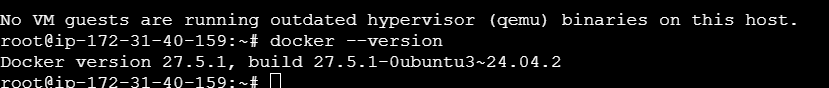 No VM guests are running outdated hypervisor (qemu) binaries on this host.
root@ip-172-31-40-159:~# docker --version
Docker version 27.5.1, build 27.5.1-0ubuntu3~24.04.2
root@ip-172-31-40-159:~#